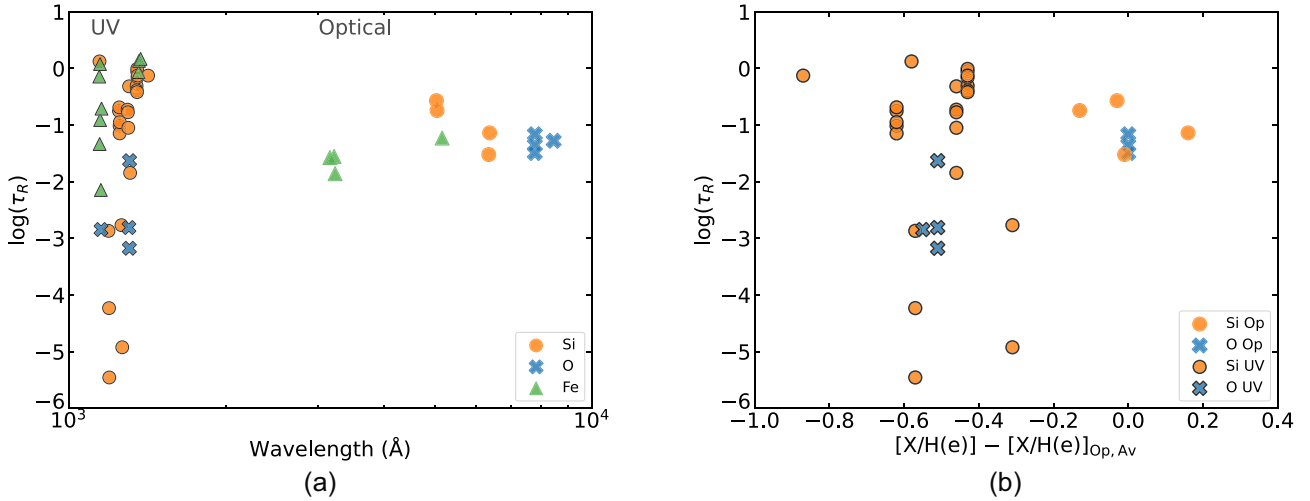 UV
Optical
1
0
−1
−2
−3
−4
−5
−6
log(τR)
10³
10⁴
Wavelength (Å)
Si
O
Fe
(a)
1
0
−1
−2
−3
−4
−5
−6
log(τR)
−1.0 −0.8 −0.6 −0.4 −0.2 0.0 0.2 0.4
[X/H(e)] − [X/H(e)]Op, Av
Si Op
O Op
Si UV
O UV
(b)